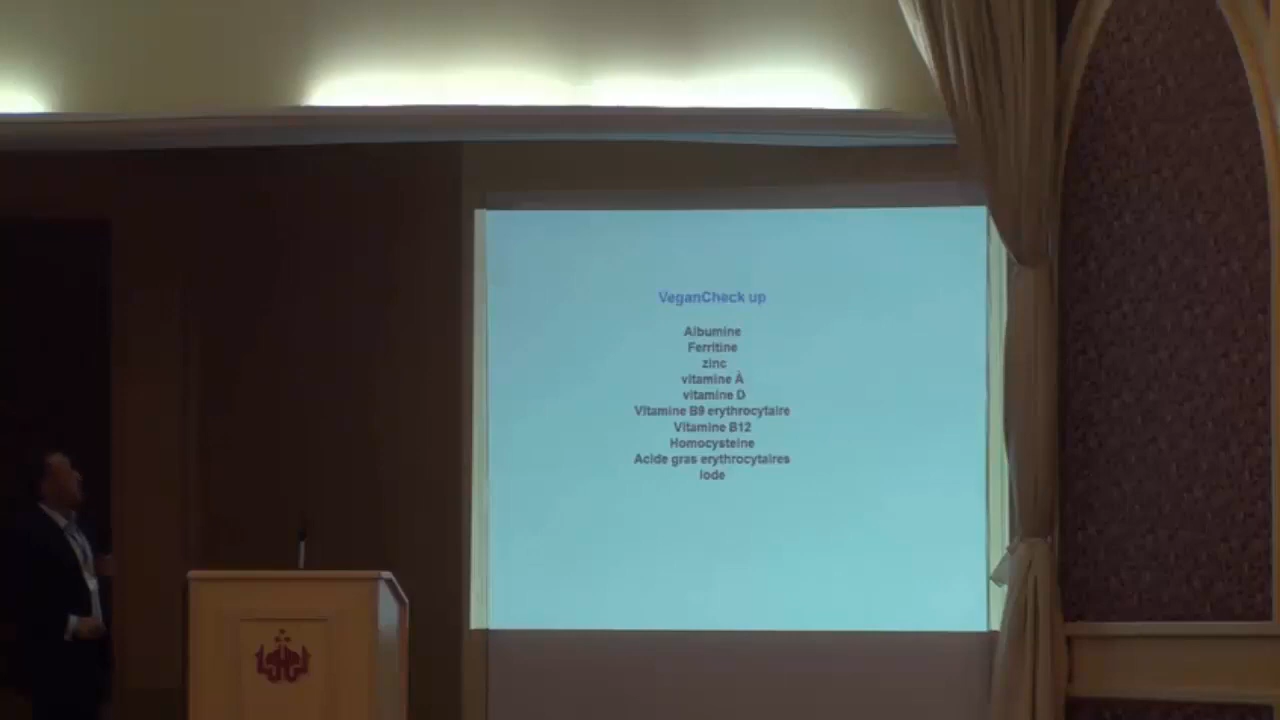 VeganCheck up
Albumine
Ferritine
zinc
vitamine À
vitamine D
Vitamine B9 erythrocytaire
Vitamine B12
Homocysteine
Acide gras erythrocytaires
Iode